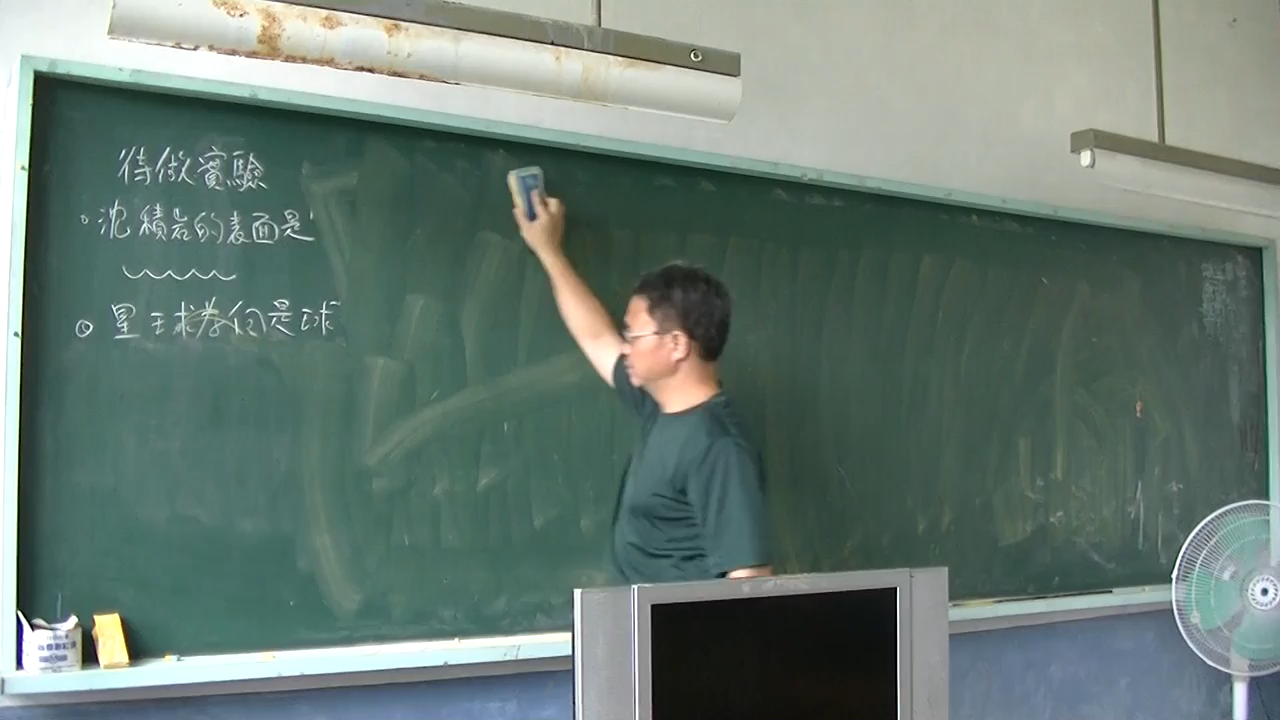 待做實驗
沈積岩的表面是
星球為何是球